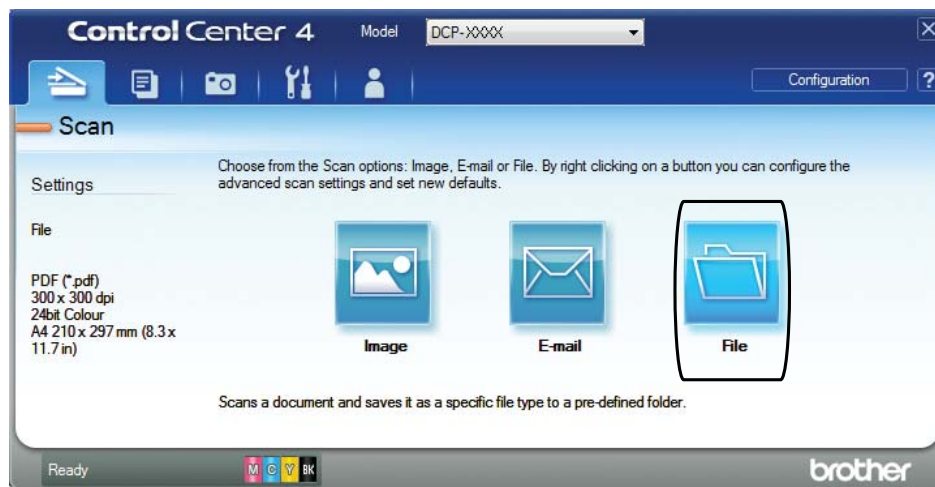 Control Center 4
Model
DCP-XXXX
Configuration
?
Scan
Choose from the Scan options: Image, E-mail or File. By right clicking on a button you can configure the
advanced scan settings and set new defaults.
Settings
File
PDF (*.pdf)
300 x 300 dpi
24bit Colour
A4 210 x 297 mm (8.3 x
11.7 in)
Image
E-mail
File
Scans a document and saves it as a specific file type to a pre-defined folder.
Ready
M C Y BK
brother